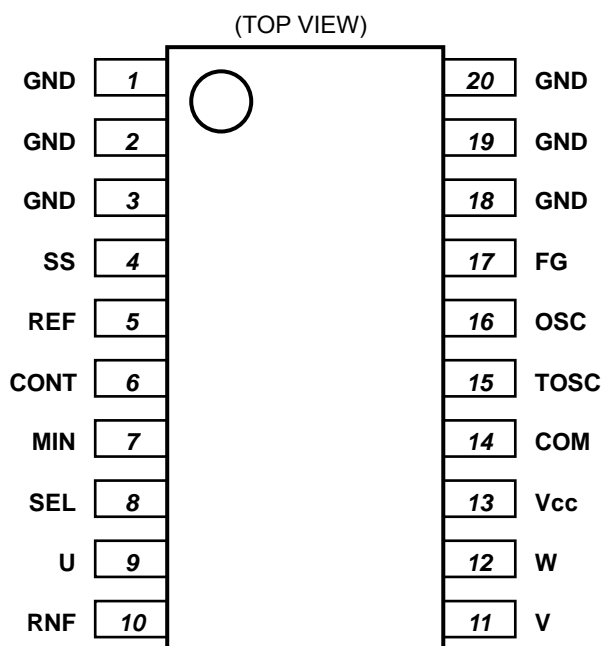 (TOP VIEW)
GND 1 20 GND
GND 2 19 GND
GND 3 18 GND
SS 4 17 FG
REF 5 16 OSC
CONT 6 15 TOSC
MIN 7 14 COM
SEL 8 13 Vcc
U 9 12 W
RNF 10 11 V